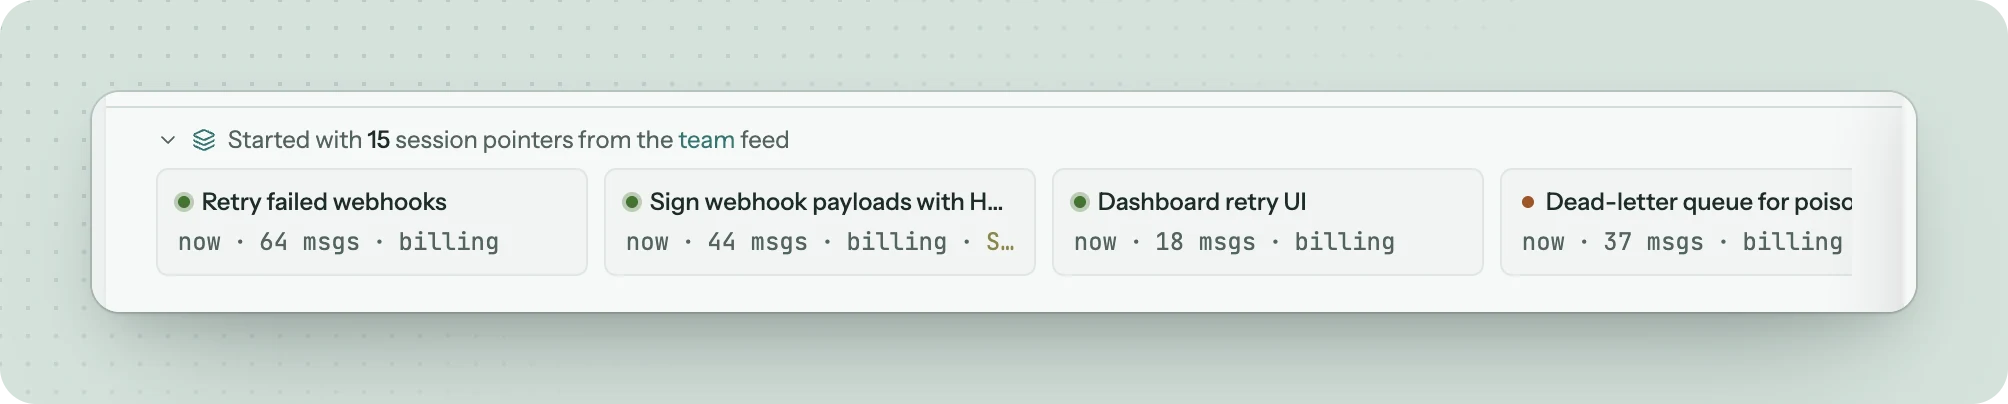 Started with 15 session pointers from the team feed
Retry failed webhooks
now · 64 msgs · billing
Sign webhook payloads with H...
now · 44 msgs · billing · S...
Dashboard retry UI
now · 18 msgs · billing
Dead-letter queue for poiso
now · 37 msgs · billing